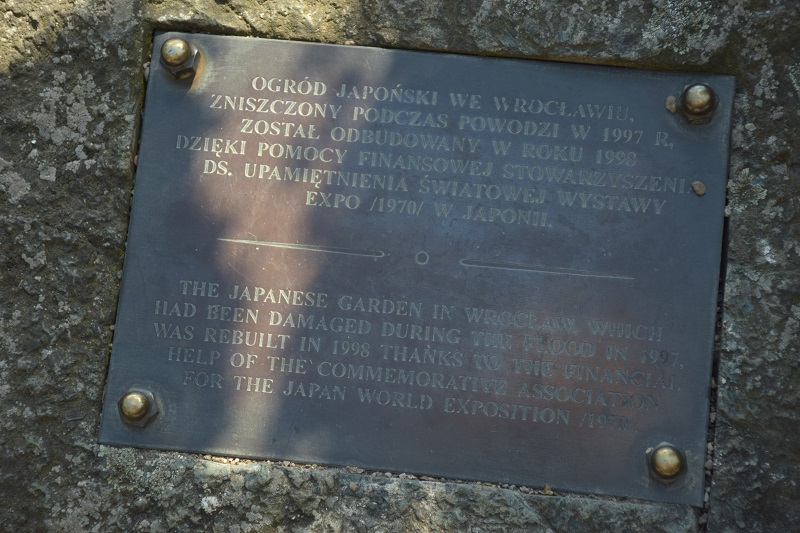 OGRÓD JAPOŃSKI WE WROCŁAWIU,
ZNISZCZONY PODCZAS POWODZI W 1997 R,
ZOSTAŁ ODBUDOWANY W ROKU 1998
DZIĘKI POMOCY FINANSOWEJ STOWARZYSZENIA
DS. UPAMIĘTNIENIA ŚWIATOWEJ WYSTAWY
EXPO /1970/ W JAPONII.
THE JAPANESE GARDEN IN WROCŁAW, WHICH
HAD BEEN DAMAGED DURING THE FLOOD IN 1997,
WAS REBUILT IN 1998 THANKS TO THE FINANCIAL
HELP OF THE COMMEMORATIVE ASSOCIATION
FOR THE JAPAN WORLD EXPOSITION /1970/.